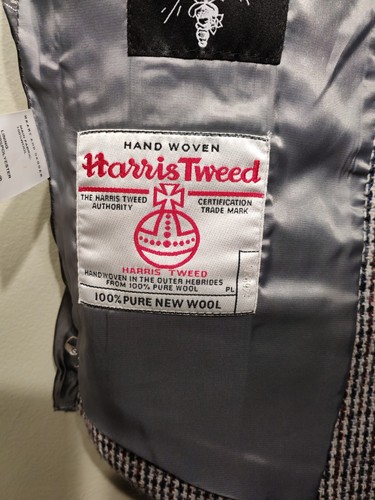 HAND WOVEN
Harris Tweed
THE HARRIS TWEED
AUTHORITY
CERTIFICATION
TRADE MARK
HARRIS TWEED
HANDWOVEN IN THE OUTER HEBRIDES
FROM 100% PURE WOOL
PL
100% PURE NEW WOOL